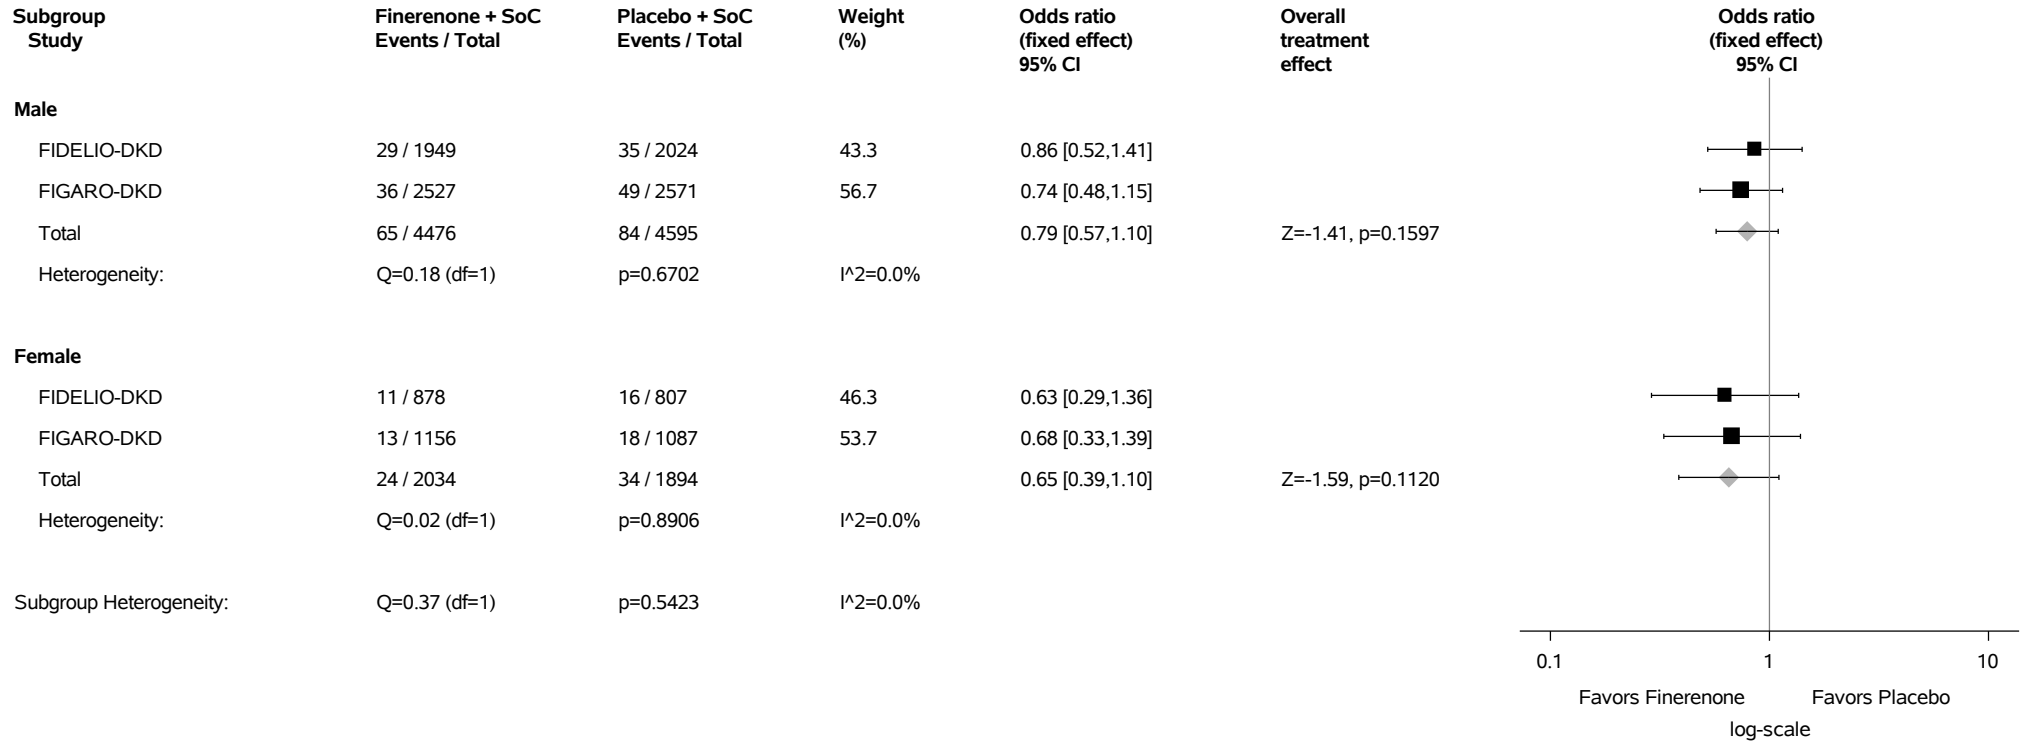 Subgroup Finerenone + SoC Placebo + SoC Weight Odds ratio Overall Odds ratio
Study Events / Total Events / Total (%) (fixed effect) treatment (fixed effect)
95% CI effect 95% CI
Male
FIDELIO-DKD 29 / 1949 35 / 2024 43.3 0.86 [0.52,1.41]
FIGARO-DKD 36 / 2527 49 / 2571 56.7 0.74 [0.48,1.15]
Total 65 / 4476 84 / 4595 0.79 [0.57,1.10] Z=-1.41, p=0.1597
Heterogeneity: Q=0.18 (df=1) p=0.6702 I^2=0.0%
Female
FIDELIO-DKD 11 / 878 16 / 807 46.3 0.63 [0.29,1.36]
FIGARO-DKD 13 / 1156 18 / 1087 53.7 0.68 [0.33,1.39]
Total 24 / 2034 34 / 1894 0.65 [0.39,1.10] Z=-1.59, p=0.1120
Heterogeneity: Q=0.02 (df=1) p=0.8906 I^2=0.0%
Subgroup Heterogeneity: Q=0.37 (df=1) p=0.5423 I^2=0.0%
0.1 1 10
Favors Finerenone Favors Placebo
log-scale